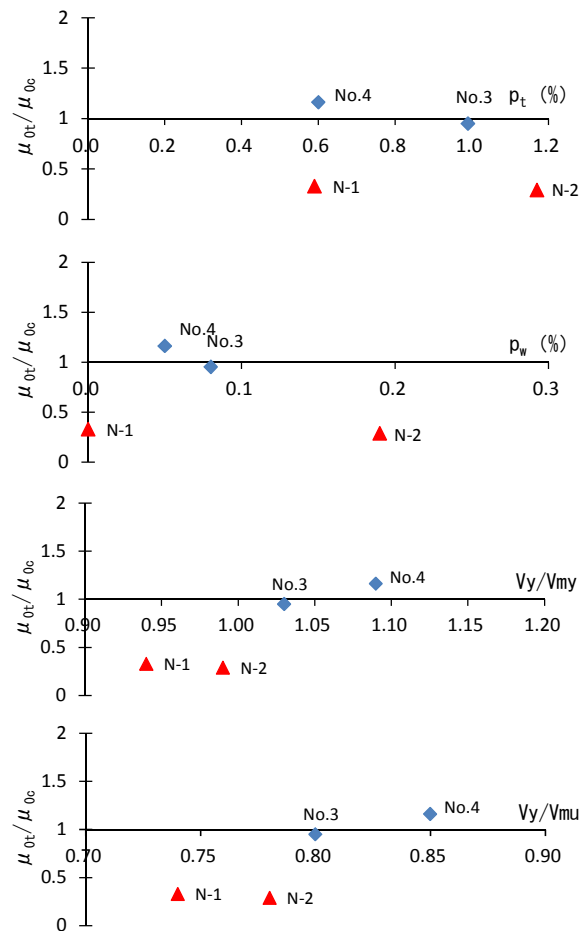 2
1.5
No.4
p_t (%)
No.3
1
0.0 0.2 0.4 0.6 0.8 1.0 1.2
0.5
N-1
N-2
0
μ0t/μ0c
2
1.5
No.4
No.3
p_w (%)
1
0.0 0.1 0.2 0.3
0.5
N-1
N-2
0
μ0t/μ0c
2
1.5
Vy/Vmy
No.3
No.4
1
0.90 0.95 1.00 1.05 1.10 1.15 1.20
0.5
N-1
N-2
0
μ0t/μ0c
2
1.5
No.3
No.4
Vy/Vmu
1
0.70 0.75 0.80 0.85 0.90
0.5
N-1
N-2
0
μ0t/μ0c